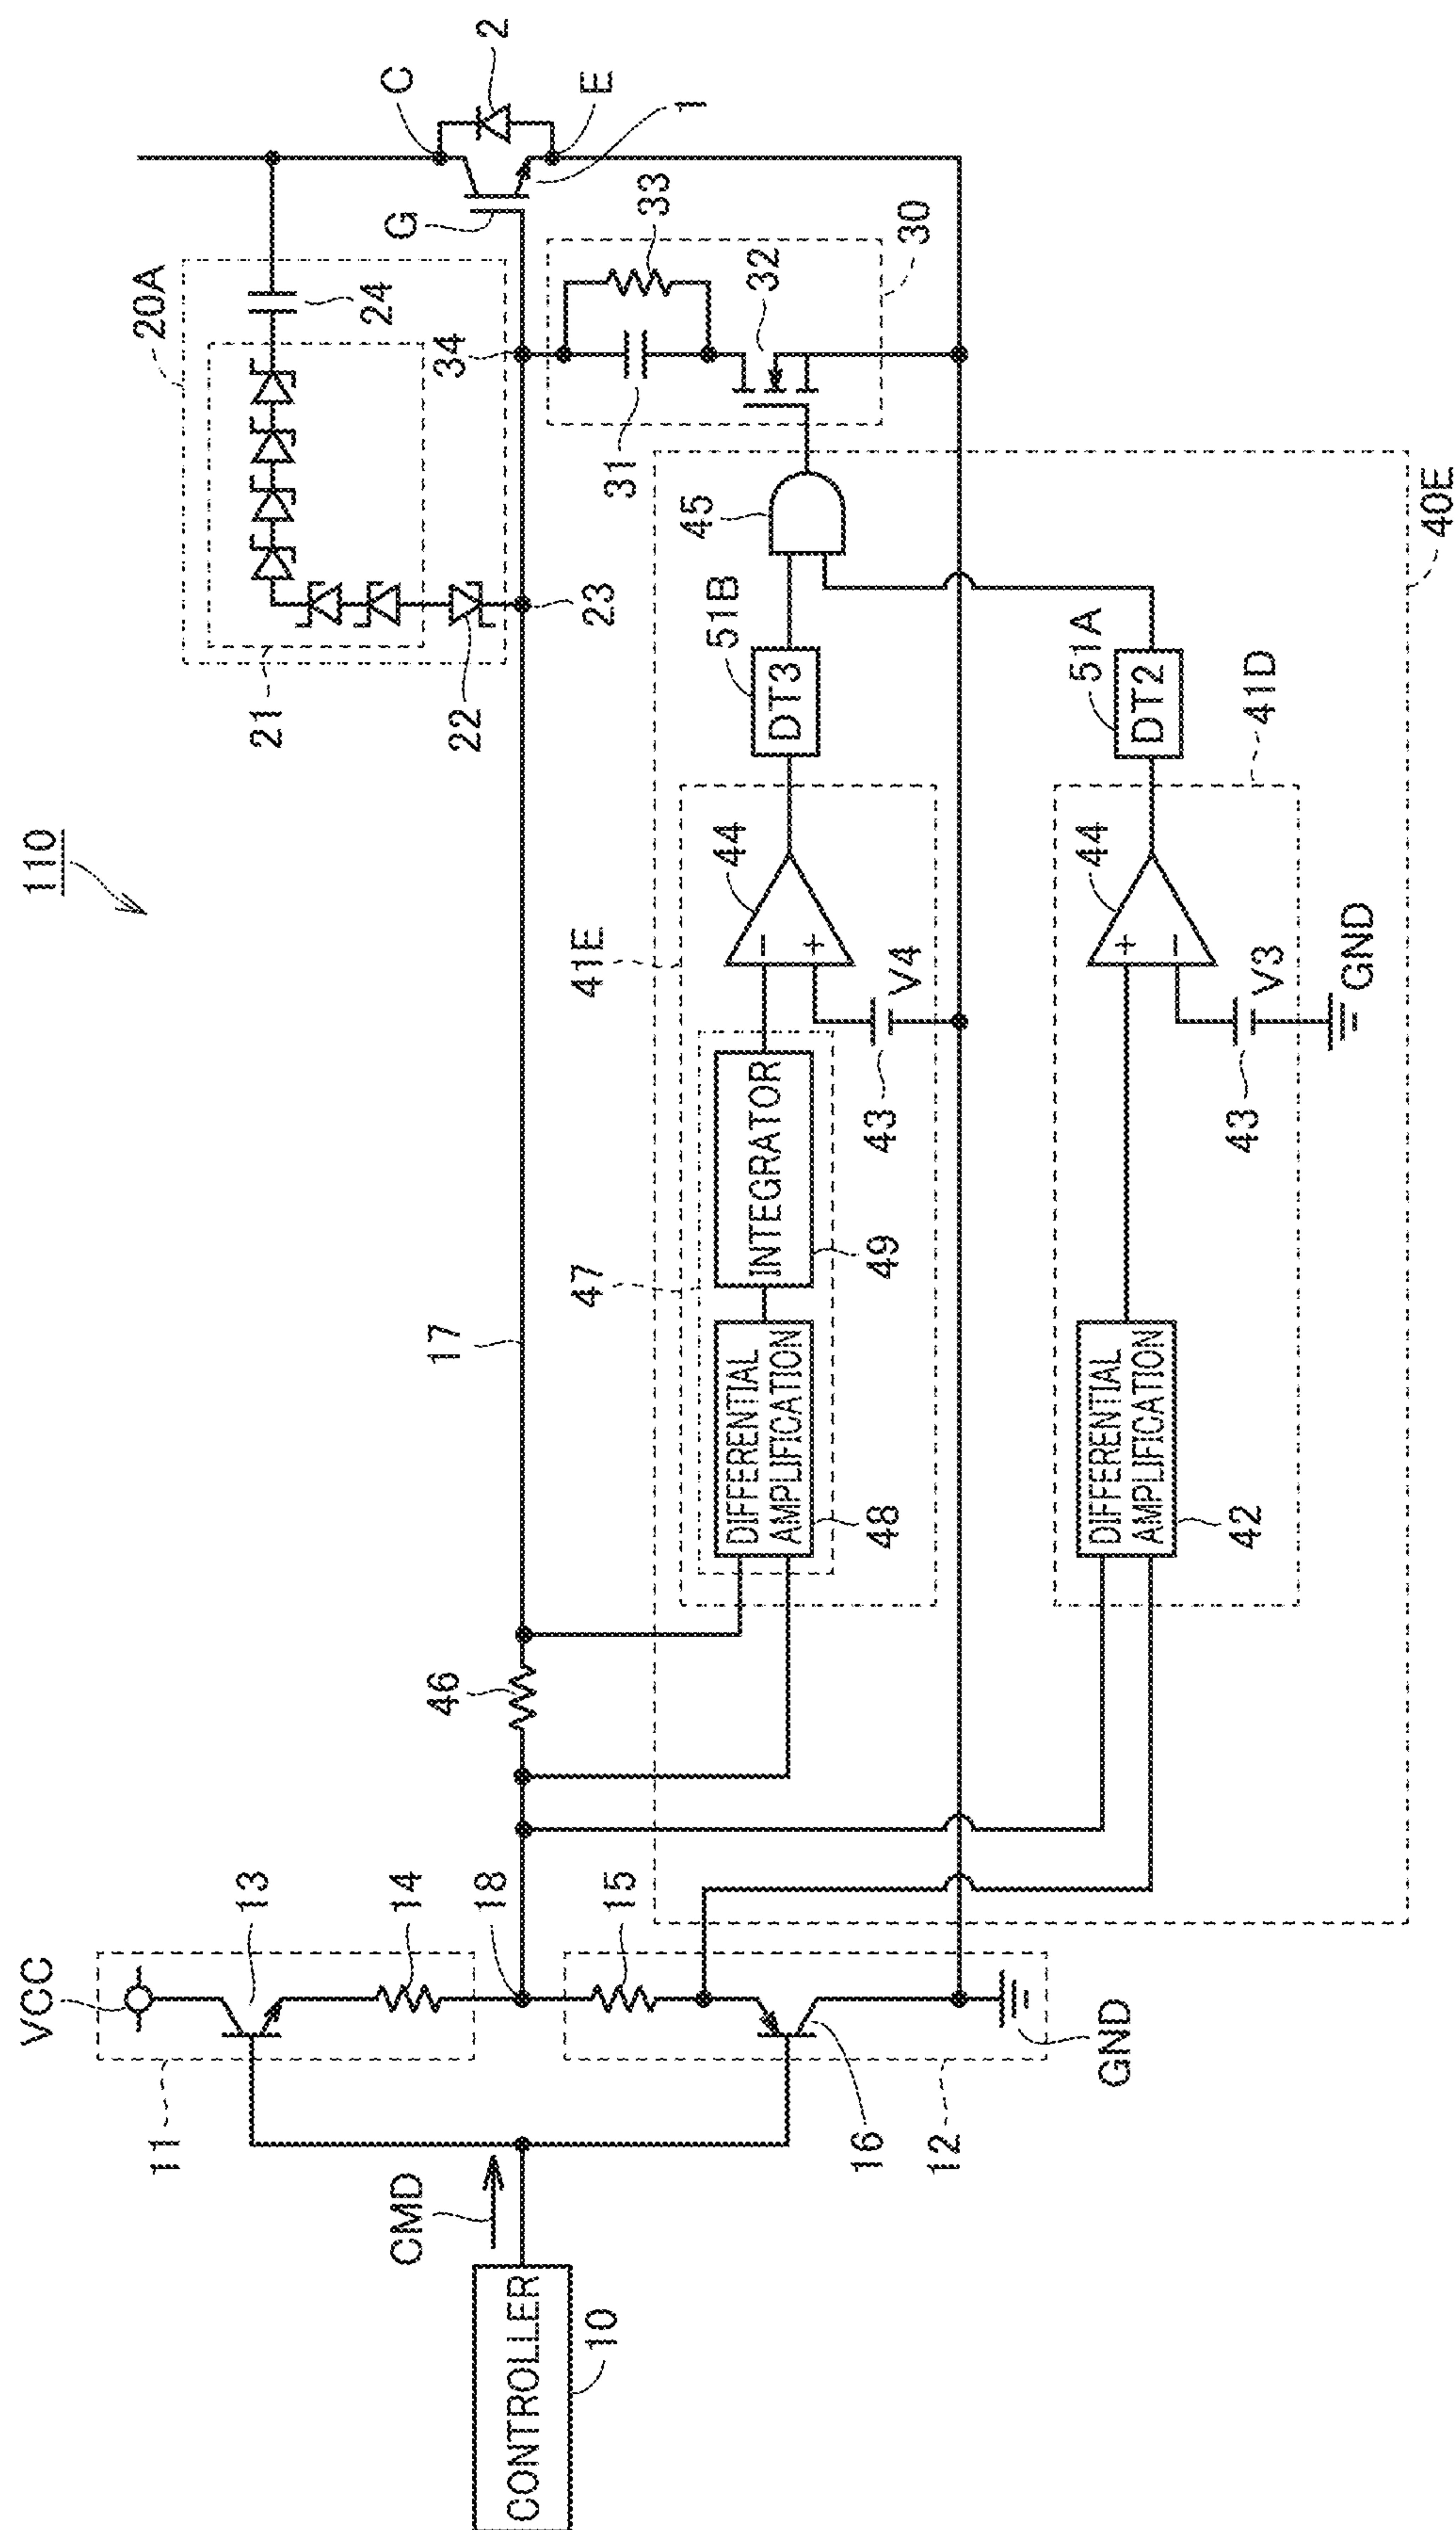 110
VCC
13
14
18
15
16
11
12
GND
CMD
CONTROLLER
10
46
17
47
41E
DIFFERENTIAL
AMPLIFICATION
48
INTEGRATOR
49
44
−
+
43
V4
DT3
51B
45
DIFFERENTIAL
AMPLIFICATION
42
44
+
−
43
V3
GND
41D
DT2
51A
40E
20A
21
22
23
24
34
31
33
32
30
C
G
E
1
2